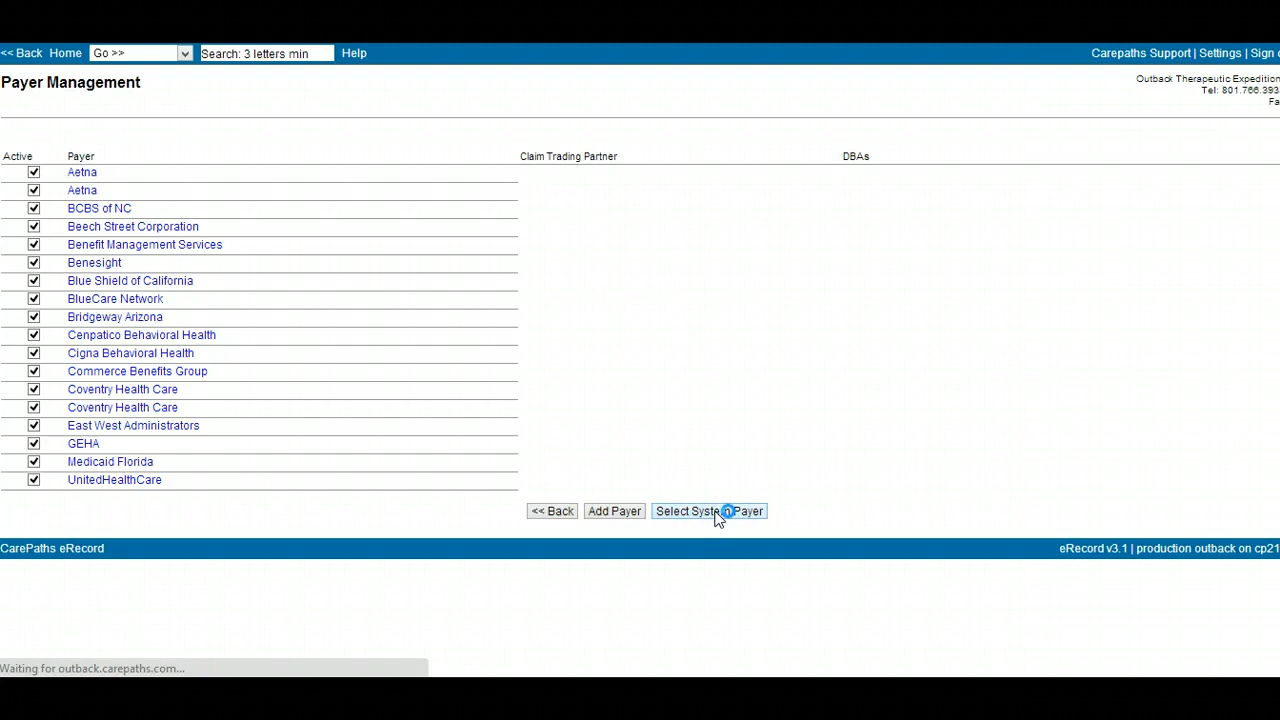 << Back Home Go >> Search: 3 letters min Help Carepaths Support | Settings | Sign
Payer Management
Outback Therapeutic Expedition
Tel: 801.766.393
Fa
Active Payer Claim Trading Partner DBAs
Aetna
Aetna
BCBS of NC
Beech Street Corporation
Benefit Management Services
Benesight
Blue Shield of California
BlueCare Network
Bridgeway Arizona
Cenpatico Behavioral Health
Cigna Behavioral Health
Commerce Benefits Group
Coventry Health Care
Coventry Health Care
East West Administrators
GEHA
Medicaid Florida
UnitedHealthCare
<< Back Add Payer Select System Payer
CarePaths eRecord eRecord v3.1 | production outback on cp21
Waiting for outback.carepaths.com...